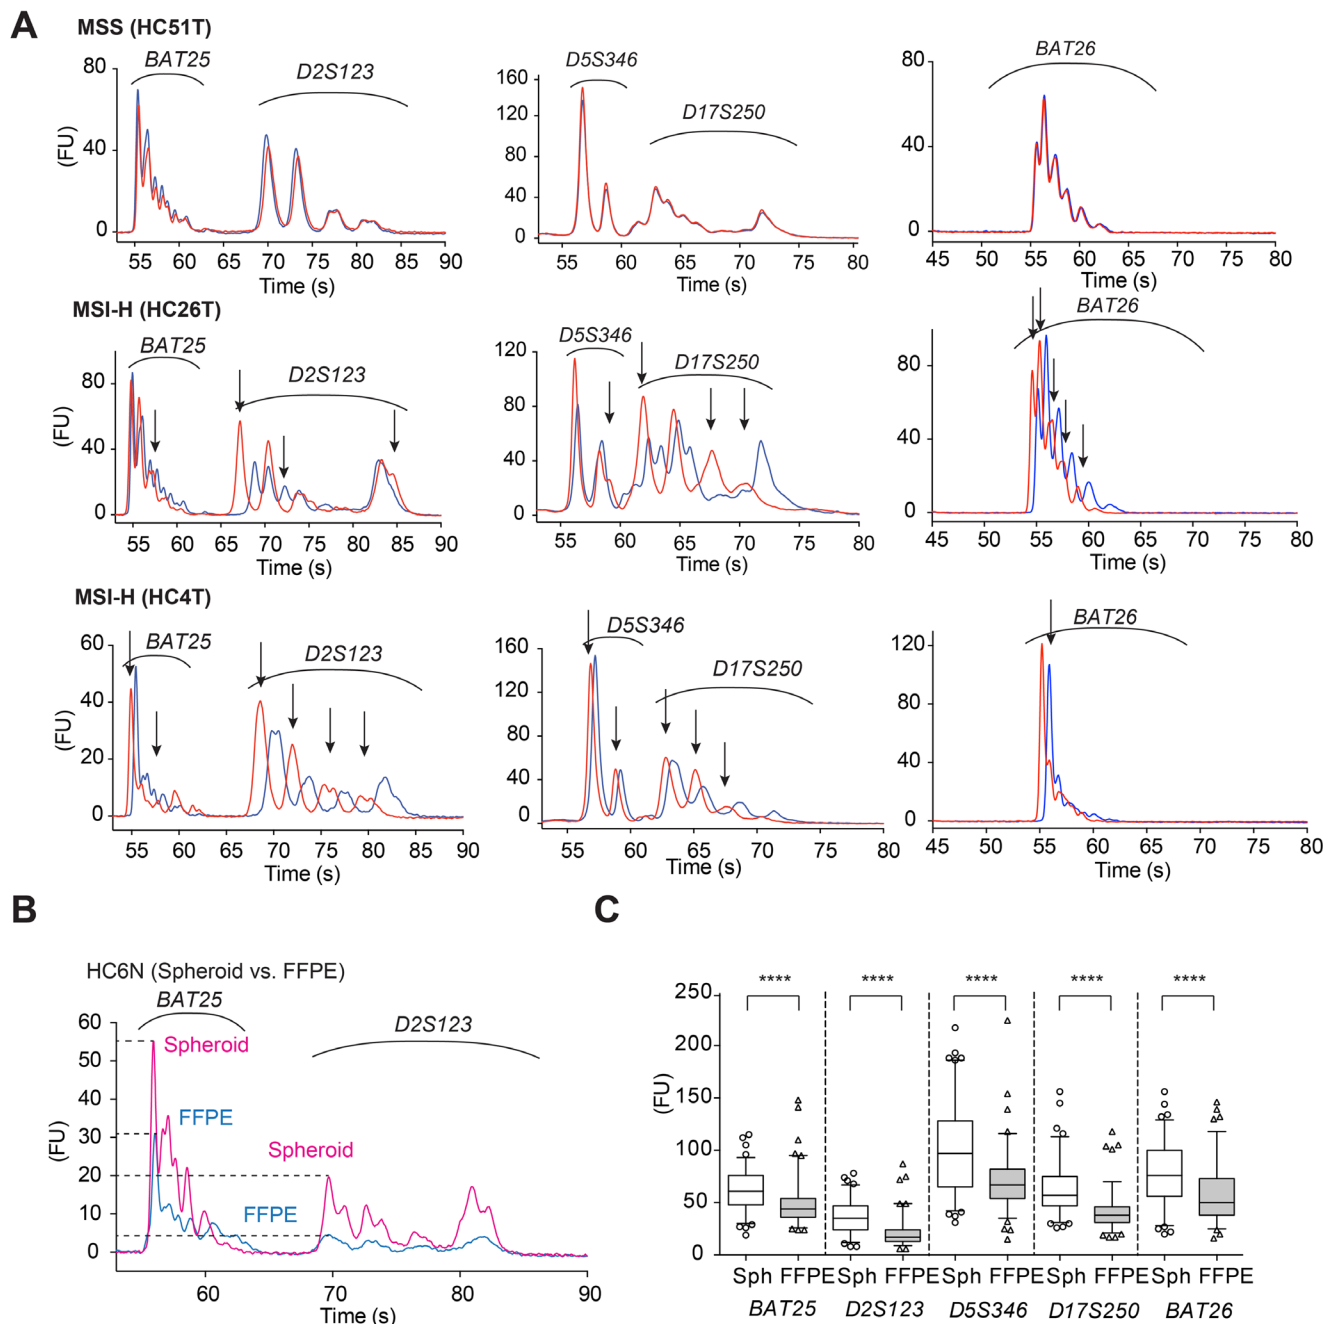 A
MSS (HC51T)
BAT25
D2S123
D5S346
D17S250
BAT26
80
40
0
(FU)
55 60 65 70 75 80 85 90
Time (s)
160
120
80
40
0
55 60 65 70 75 80
Time (s)
80
40
0
45 50 55 60 65 70 75 80
Time (s)
MSI-H (HC26T)
BAT25
D2S123
D5S346
D17S250
BAT26
80
40
0
(FU)
55 60 65 70 75 80 85 90
Time (s)
120
80
40
0
55 60 65 70 75 80
Time (s)
80
40
0
45 50 55 60 65 70 75 80
Time (s)
MSI-H (HC4T)
BAT25
D2S123
D5S346
D17S250
BAT26
60
40
20
0
(FU)
55 60 65 70 75 80 85 90
Time (s)
160
120
80
40
0
55 60 65 70 75 80
Time (s)
120
80
40
0
45 50 55 60 65 70 75 80
Time (s)
B
HC6N (Spheroid vs. FFPE)
BAT25
D2S123
Spheroid
FFPE
Spheroid
FFPE
60
50
40
30
20
10
0
(FU)
60 70 80 90
Time (s)
C
**** **** **** **** ****
250
200
150
100
50
0
(FU)
Sph FFPE Sph FFPE Sph FFPE Sph FFPE Sph FFPE
BAT25 D2S123 D5S346 D17S250 BAT26